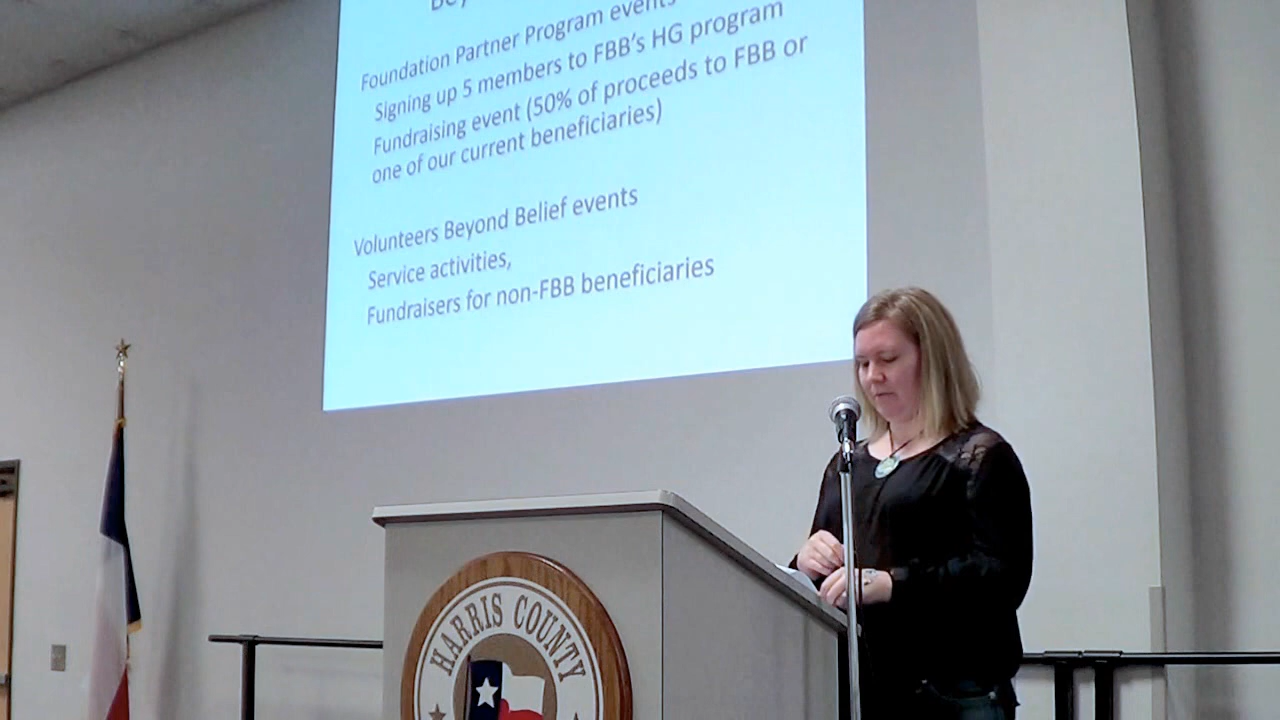 Foundation Partner Program events
Signing up 5 members to FBB's HG program
Fundraising event (50% of proceeds to FBB or
one of our current beneficiaries)
Volunteers Beyond Belief events
Service activities,
Fundraisers for non-FBB beneficiaries
HARRIS COUNTY